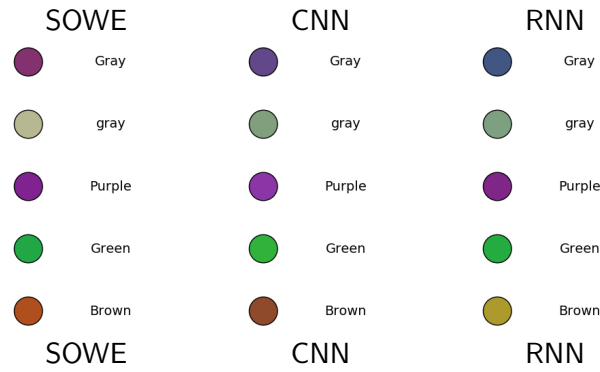 SOWE CNN RNN
Gray Gray Gray
gray gray gray
Purple Purple Purple
Green Green Green
Brown Brown Brown
SOWE CNN RNN